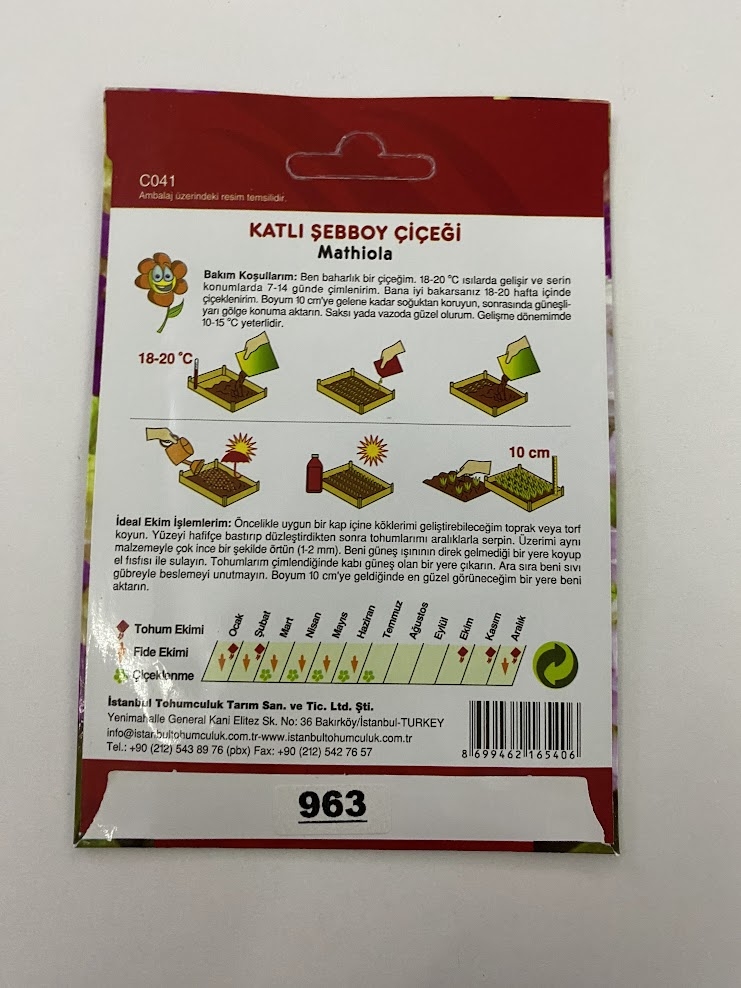 C041
Ambalaj üzerindeki resim temsilidir.
KATLI ŞEBBOY ÇİÇEĞİ
Mathiola
Bakım Koşullarım: Ben baharlık bir çiçeğim. 18-20 °C ısılarda gelişir ve serin
konumlarda 7-14 günde çimlenirim. Bana iyi bakarsanız 18-20 hafta içinde
çiçeklenirim. Boyum 10 cm'ye gelene kadar soğuktan koruyun, sonrasında güneşli-
yarı gölge konuma aktarın. Saksı yada vazoda güzel olurum. Gelişme dönemimde
10-15 °C yeterlidir.
18-20 °C
10 cm
İdeal Ekim İşlemlerim: Öncelikle uygun bir kap içine köklerimi geliştirebileceğim toprak veya torf
koyun. Yüzeyi hafifçe bastırıp düzleştirdikten sonra tohumlarımı aralıklarla serpin. Üzerimi aynı
malzemeyle çok ince bir şekilde örtün (1-2 mm). Beni güneş ışınının direk gelmediği bir yere koyup
el fısfısı ile sulayın. Tohumlarım çimlendiğinde kabı güneş olan bir yere çıkarın. Ara sıra beni sıvı
gübreyle beslemeyi unutmayın. Boyum 10 cm'ye geldiğinde en güzel görüneceğim bir yere beni
aktarın.
Ocak Şubat Mart Nisan Mayıs Haziran Temmuz Ağustos Eylül Ekim Kasım Aralık
Tohum Ekimi
Fide Ekimi
Çiçeklenme
İstanbul Tohumculuk Tarım San. ve Tic. Ltd. Şti.
Yenimahalle General Kani Elitez Sk. No: 36 Bakırköy/İstanbul-TURKEY
info@istanbultohumculuk.com.tr-www.istanbultohumculuk.com.tr
Tel.: +90 (212) 543 89 76 (pbx) Fax: +90 (212) 542 76 57
8 699462 165406
963